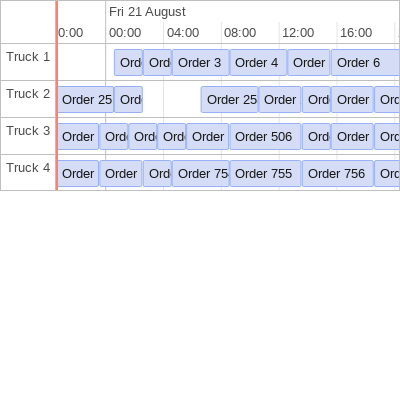 Fri 21 August
0:00 00:00 04:00 08:00 12:00 16:00
Truck 1 Ord Ord Order 3 Order 4 Order Order 6
Truck 2 Order 25 Ord Order 25 Order Ord Order Ord
Truck 3 Order Ord Ord Ord Order Order 506 Ord Order Ord
Truck 4 Order Order Ord Order 75 Order 755 Order 756 Ord